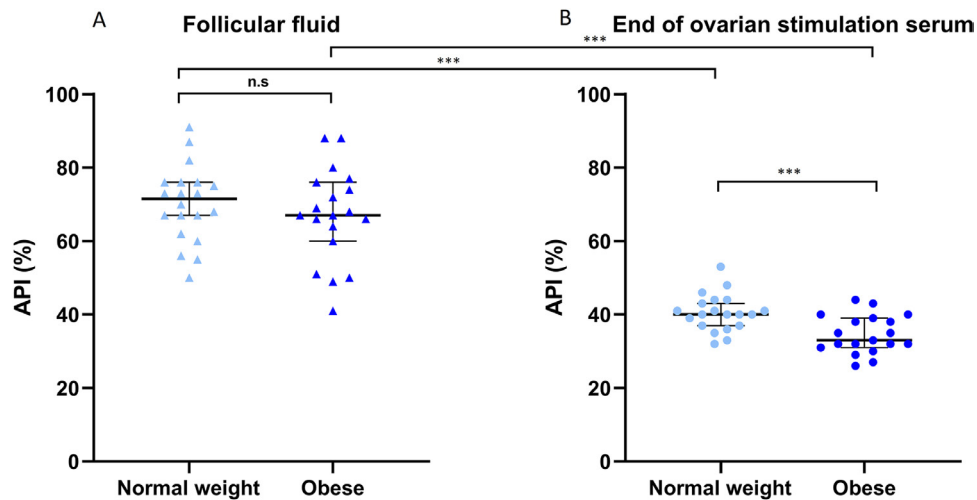 A
Follicular fluid
B
End of ovarian stimulation serum
***
***
n.s
***
API (%)
100
80
60
40
20
0
Normal weight
Obese
API (%)
100
80
60
40
20
0
Normal weight
Obese